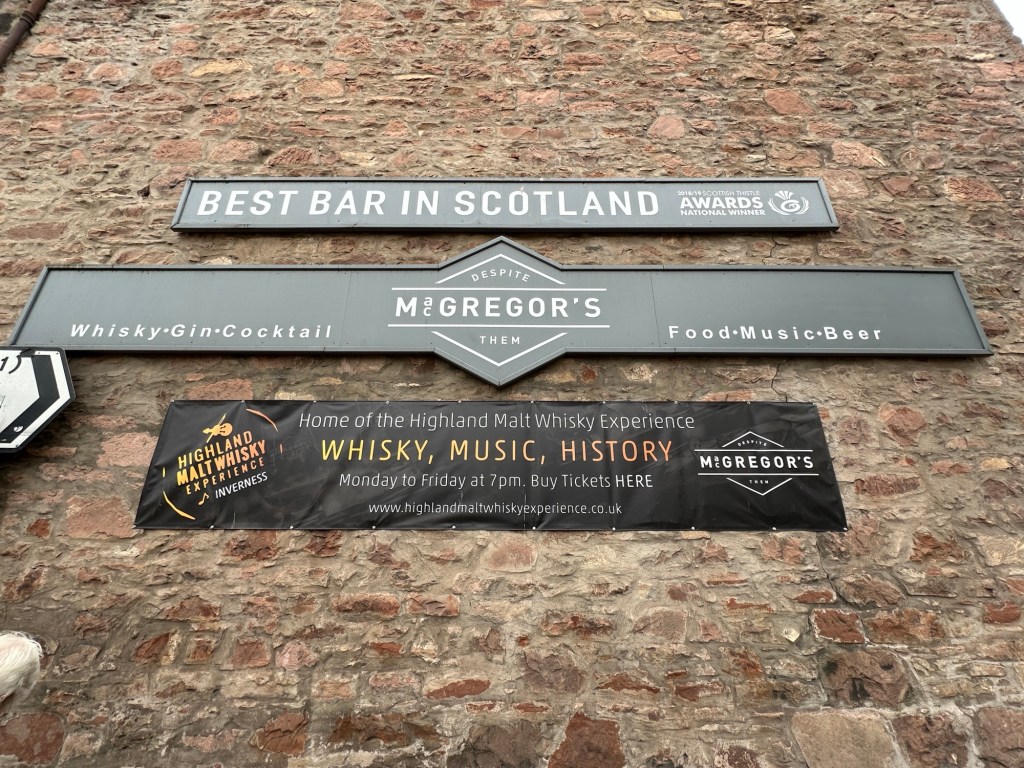 BEST BAR IN SCOTLAND
2018/19 SCOTTISH THISTLE
AWARDS
NATIONAL WINNER
DESPITE
MacGREGOR'S
THEM
Whisky•Gin•Cocktail
Food•Music•Beer
1
Home of the Highland Malt Whisky Experience
WHISKY, MUSIC, HISTORY
Monday to Friday at 7pm. Buy Tickets HERE
www.highlandmaltwhiskyexperience.co.uk
HIGHLAND
MALT WHISKY
EXPERIENCE
INVERNESS
DESPITE
MacGREGOR'S
THEM